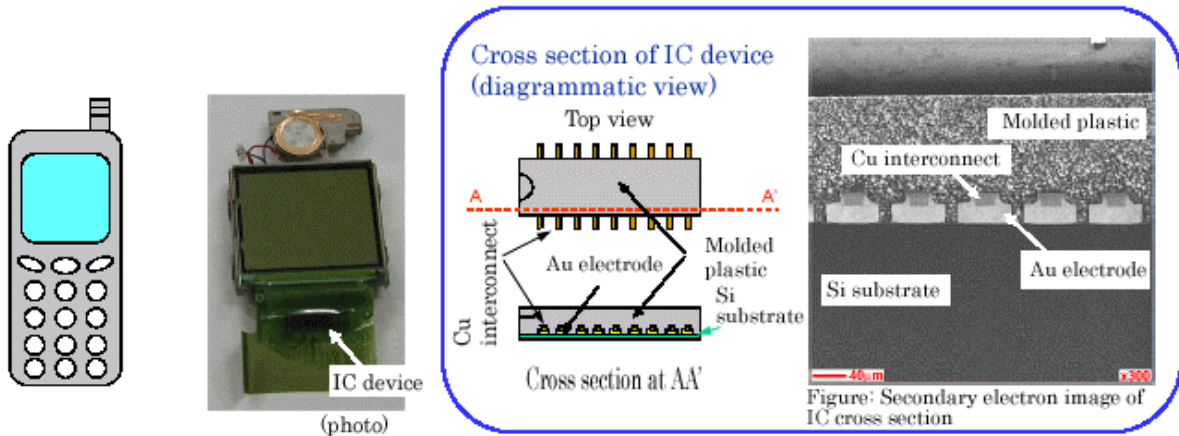 IC device
(photo)
Cross section of IC device
(diagrammatic view)
Top view
A
A'
Cu
interconnect
Au electrode
Molded
plastic
Si
substrate
Cross section at AA'
Molded plastic
Cu interconnect
Au electrode
Si substrate
40μm
x300
Figure: Secondary electron image of
IC cross section